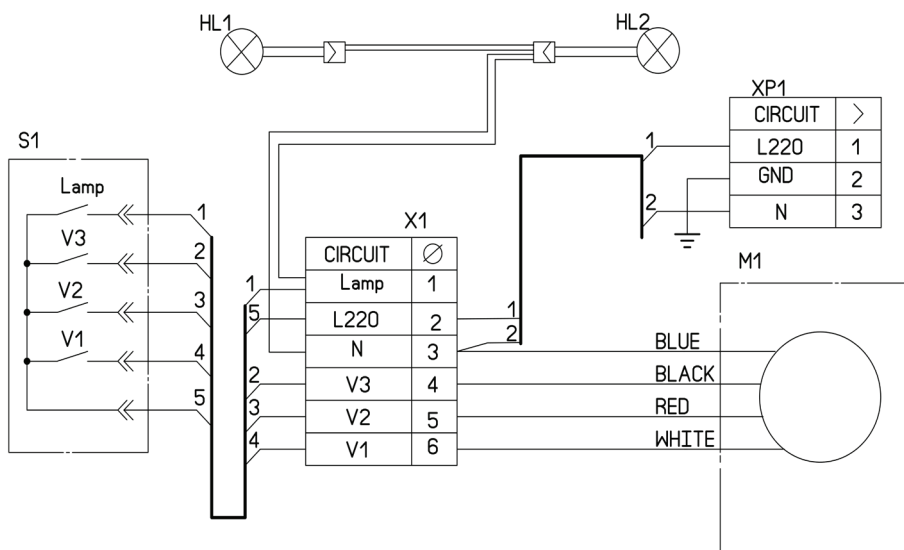 HL1
HL2
XP1
CIRCUIT
1 L220 1
GND 2
2 N 3
S1
Lamp
1
V3
2
V2
3
V1
4
5
X1
CIRCUIT
1 Lamp 1
5 L220 2 1
N 3 2
2 V3 4
3 V2 5
4 V1 6
M1
BLUE
BLACK
RED
WHITE